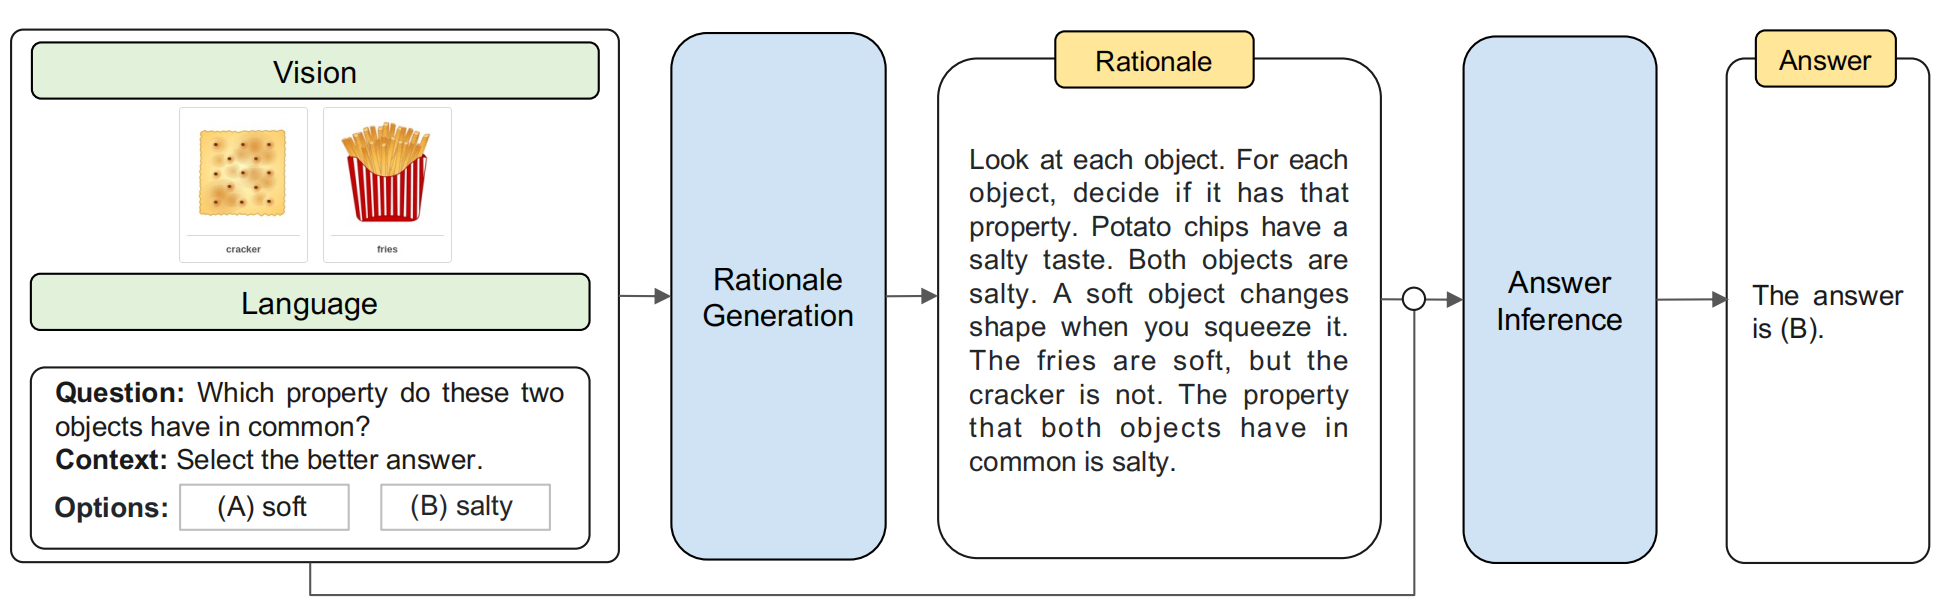 Vision
cracker
fries
Language
Question: Which property do these two
objects have in common?
Context: Select the better answer.
Options: (A) soft (B) salty
Rationale
Generation
Rationale
Look at each object. For each
object, decide if it has that
property. Potato chips have a
salty taste. Both objects are
salty. A soft object changes
shape when you squeeze it.
The fries are soft, but the
cracker is not. The property
that both objects have in
common is salty.
Answer
Inference
Answer
The answer
is (B).